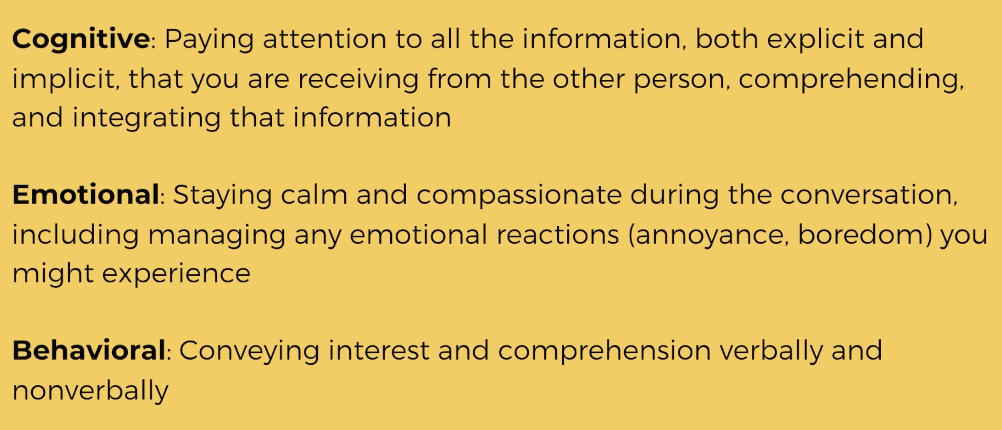 Cognitive: Paying attention to all the information, both explicit and
implicit, that you are receiving from the other person, comprehending,
and integrating that information
Emotional: Staying calm and compassionate during the conversation,
including managing any emotional reactions (annoyance, boredom) you
might experience
Behavioral: Conveying interest and comprehension verbally and
nonverbally